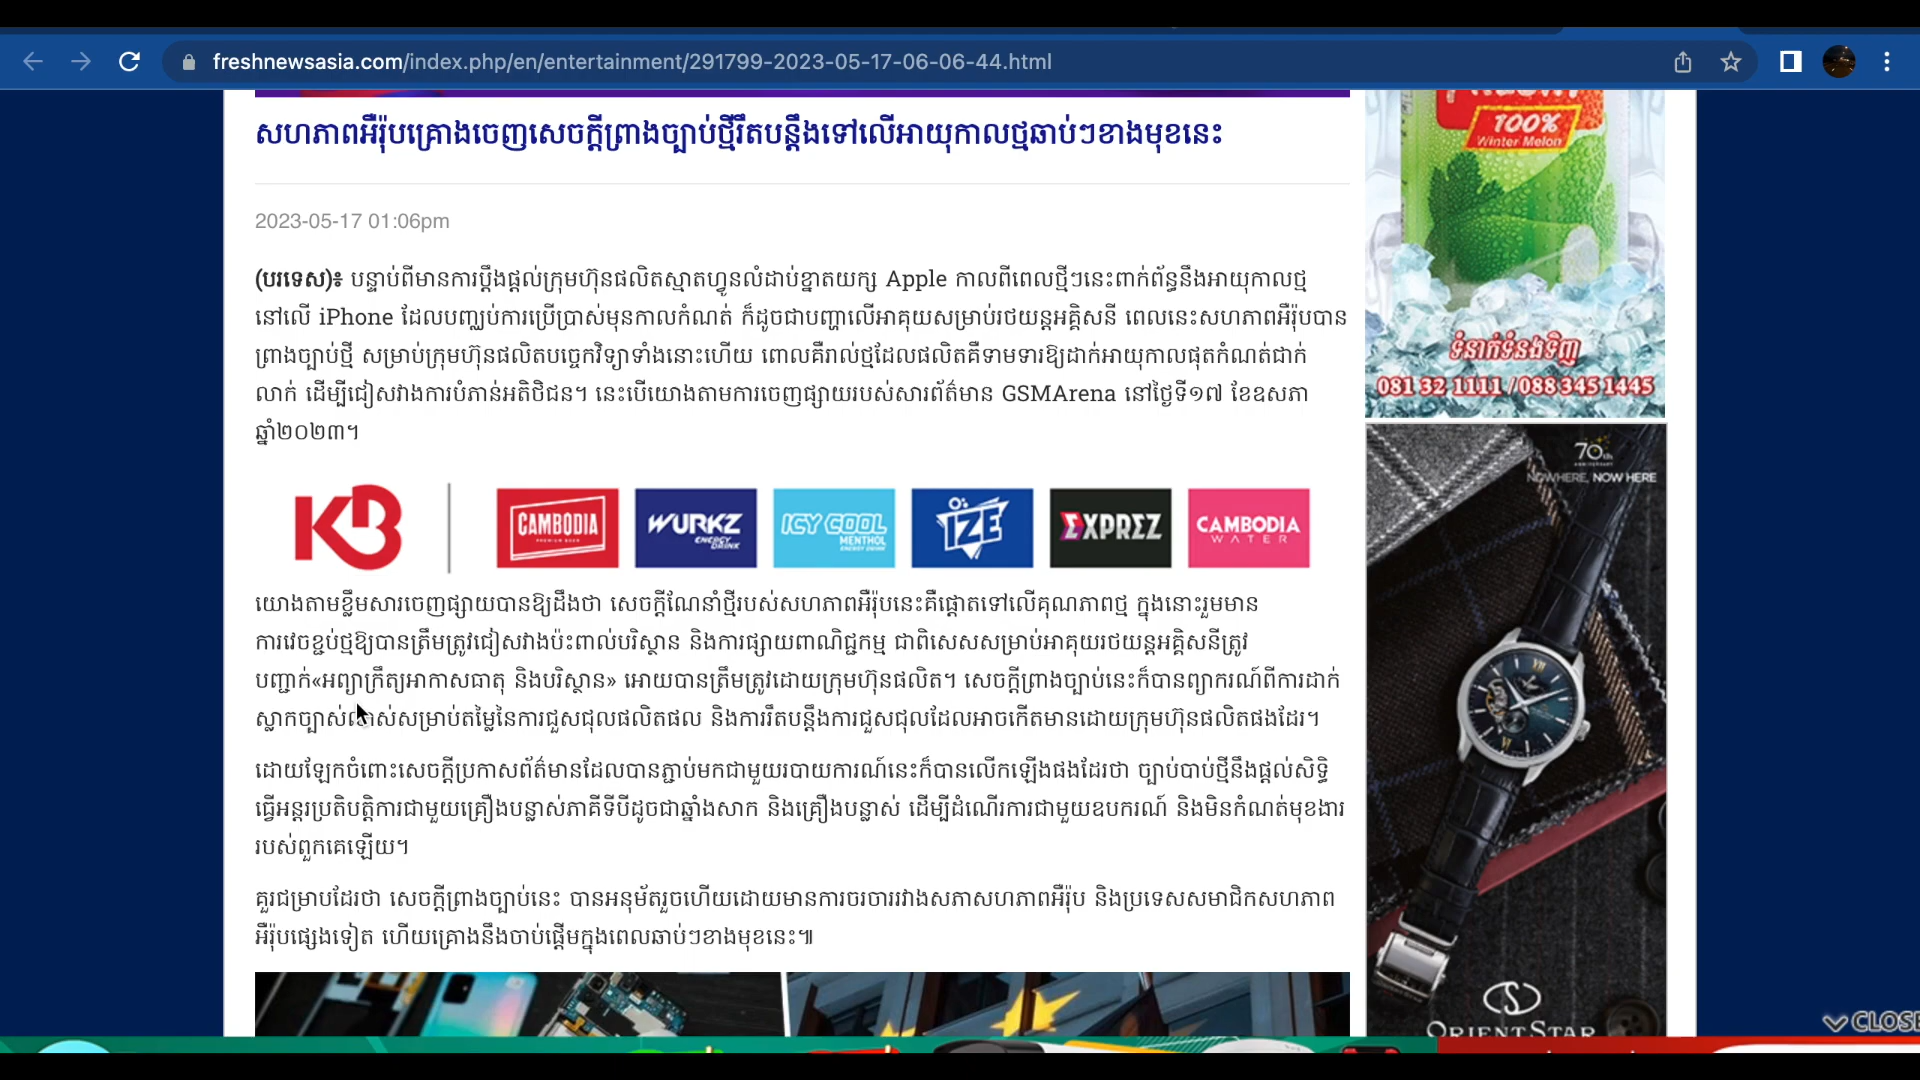 freshnewsasia.com/index.php/en/entertainment/291799-2023-05-17-06-06-44.html
សហភាពអឺរ៉ុបគ្រោងចេញសេចក្ដីព្រាងច្បាប់ថ្មីរឹតបន្តឹងទៅលើអាយុកាលថ្មឆាប់ៗខាងមុខនេះ
2023-05-17 01:06pm
(បរទេស)៖ បន្ទាប់ពីមានការប្ដឹងផ្ដល់ក្រុមហ៊ុនផលិតស្មាតហ្វូនលំដាប់ខ្នាតយក្ស Apple កាលពីពេលថ្មីៗនេះពាក់ព័ន្ធនឹងអាយុកាលថ្ម
នៅលើ iPhone ដែលបញ្ឈប់ការប្រើប្រាស់មុនកាលកំណត់ ក៏ដូចជាបញ្ហាលើអាគុយសម្រាប់រថយន្តអគ្គិសនី ពេលនេះសហភាពអឺរ៉ុបបាន
ព្រាងច្បាប់ថ្មី សម្រាប់ក្រុមហ៊ុនផលិតបច្ចេកវិទ្យាទាំងនោះហើយ ពោលគឺរាល់ថ្មដែលផលិតគឺទាមទារឱ្យដាក់អាយុកាលផុតកំណត់ជាក់
លាក់ ដើម្បីជៀសវាងការបំភាន់អតិថិជន។ នេះបើយោងតាមការចេញផ្សាយរបស់សារព័ត៌មាន GSMArena នៅថ្ងៃទី១៧ ខែឧសភា
ឆ្នាំ២០២៣។
KB
CAMBODIA
PREMIUM BEER
WURKZ
ENERGY DRINK
ICY COOL
MENTHOL
ENERGY DRINK
IZE
EXPREZ
CAMBODIA
WATER
យោងតាមខ្លឹមសារចេញផ្សាយបានឱ្យដឹងថា សេចក្ដីណែនាំថ្មីរបស់សហភាពអឺរ៉ុបនេះគឺផ្ដោតទៅលើគុណភាពថ្ម ក្នុងនោះរួមមាន
ការវេចខ្ចប់ថ្មឱ្យបានត្រឹមត្រូវជៀសវាងប៉ះពាល់បរិស្ថាន និងការផ្សាយពាណិជ្ជកម្ម ជាពិសេសសម្រាប់អាគុយរថយន្តអគ្គិសនីត្រូវ
បញ្ជាក់«អព្យាក្រឹត្យអាកាសធាតុ និងបរិស្ថាន» អោយបានត្រឹមត្រូវដោយក្រុមហ៊ុនផលិត។ សេចក្ដីព្រាងច្បាប់នេះក៏បានព្យាករណ៍ពីការដាក់
ស្លាកច្បាស់លាស់សម្រាប់តម្លៃនៃការជួសជុលផលិតផល និងការរឹតបន្តឹងការជួសជុលដែលអាចកើតមានដោយក្រុមហ៊ុនផលិតផងដែរ។
ដោយឡែកចំពោះសេចក្ដីប្រកាសព័ត៌មានដែលបានភ្ជាប់មកជាមួយរបាយការណ៍នេះក៏បានលើកឡើងផងដែរថា ច្បាប់បាប់ថ្មីនឹងផ្ដល់សិទ្ធិ
ធ្វើអន្តរប្រតិបត្តិការជាមួយគ្រឿងបន្លាស់ភាគីទីបីដូចជាឆ្នាំងសាក និងគ្រឿងបន្លាស់ ដើម្បីដំណើរការជាមួយឧបករណ៍ និងមិនកំណត់មុខងារ
របស់ពួកគេឡើយ។
គួរជម្រាបដែរថា សេចក្ដីព្រាងច្បាប់នេះ បានអនុម័តរួចហើយដោយមានការចរចាររវាងសភាសហភាពអឺរ៉ុប និងប្រទេសសមាជិកសហភាព
អឺរ៉ុបផ្សេងទៀត ហើយគ្រោងនឹងចាប់ផ្ដើមក្នុងពេលឆាប់ៗខាងមុខនេះ៕
100%
Winter Melon
ទំនាក់ទំនងទិញ
081 32 1111 / 088 345 1445
70th
ANNIVERSARY
NOWHERE, NOW HERE
ORIENT STAR
CLOSE